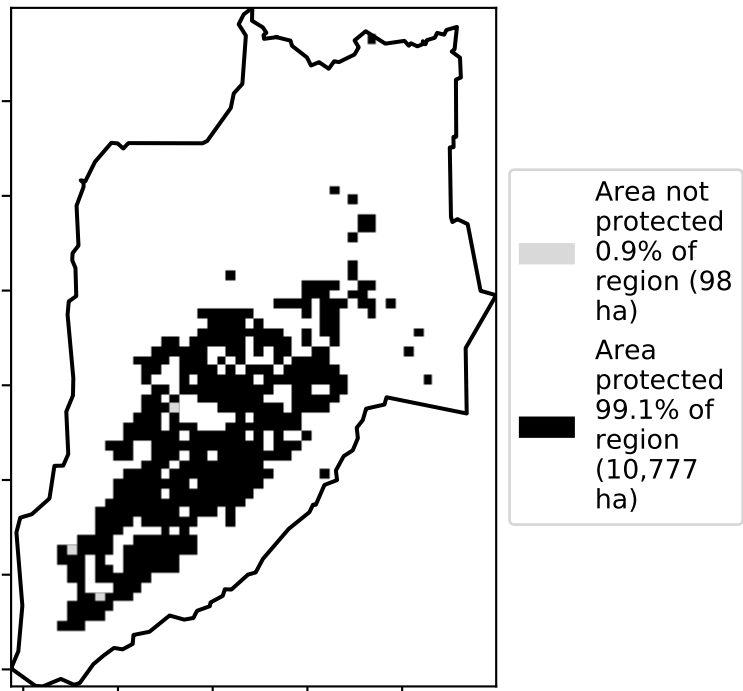 Area not
protected
0.9% of
region (98
ha)
Area
protected
99.1% of
region
(10,777
ha)